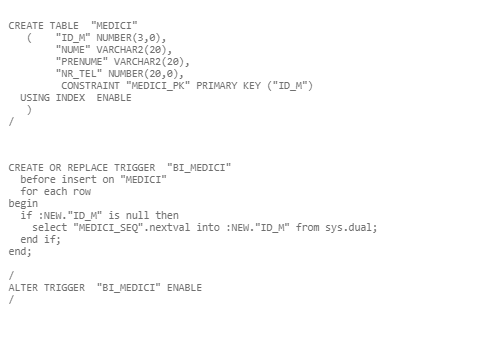 CREATE TABLE "MEDICI"
( "ID_M" NUMBER(3,0),
"NUME" VARCHAR2(20),
"PRENUME" VARCHAR2(20),
"NR_TEL" NUMBER(20,0),
CONSTRAINT "MEDICI_PK" PRIMARY KEY ("ID_M")
USING INDEX ENABLE
)
/
CREATE OR REPLACE TRIGGER "BI_MEDICI"
before insert on "MEDICI"
for each row
begin
if :NEW."ID_M" is null then
select "MEDICI_SEQ".nextval into :NEW."ID_M" from sys.dual;
end if;
end;
/
ALTER TRIGGER "BI_MEDICI" ENABLE
/